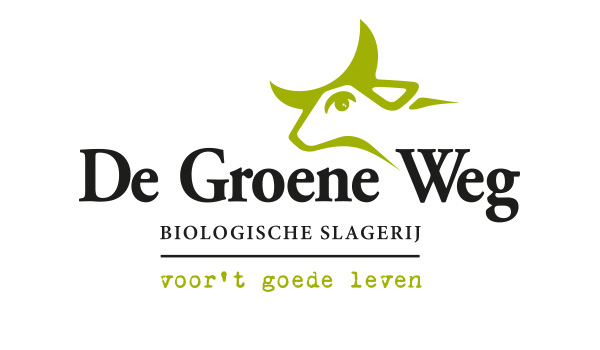 De Groene Weg
BIOLOGISCHE SLAGERIJ
voor't goede leven